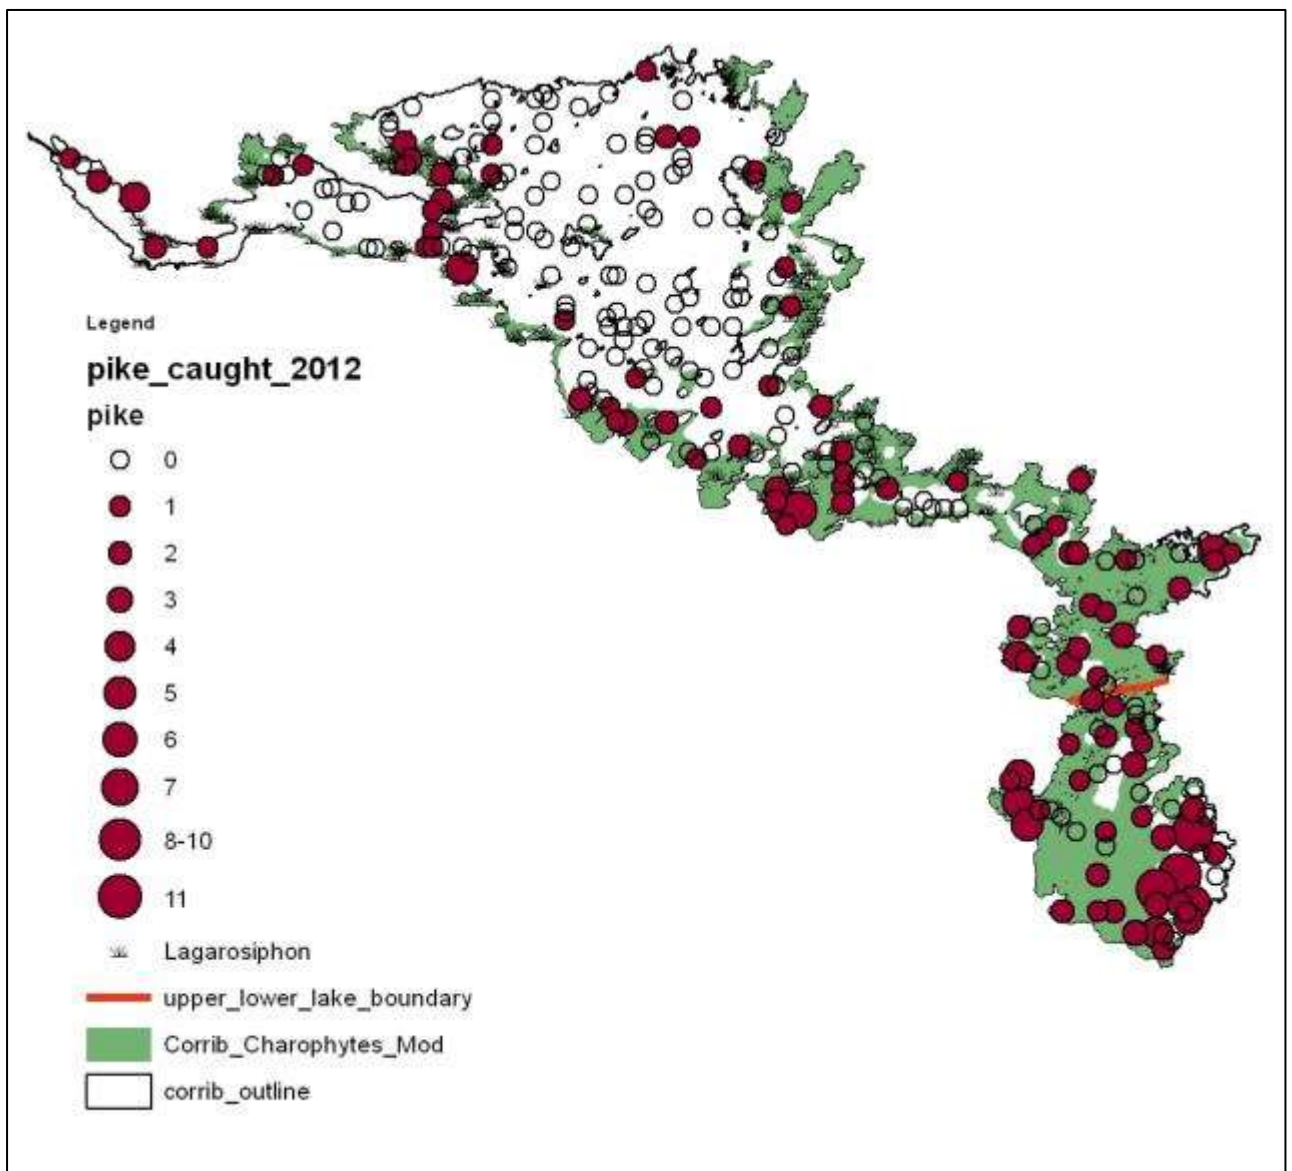 Legend
pike_caught_2012
pike
0
1
2
3
4
5
6
7
8-10
11
Lagarosiphon
upper_lower_lake_boundary
Corrib_Charophytes_Mod
corrib_outline